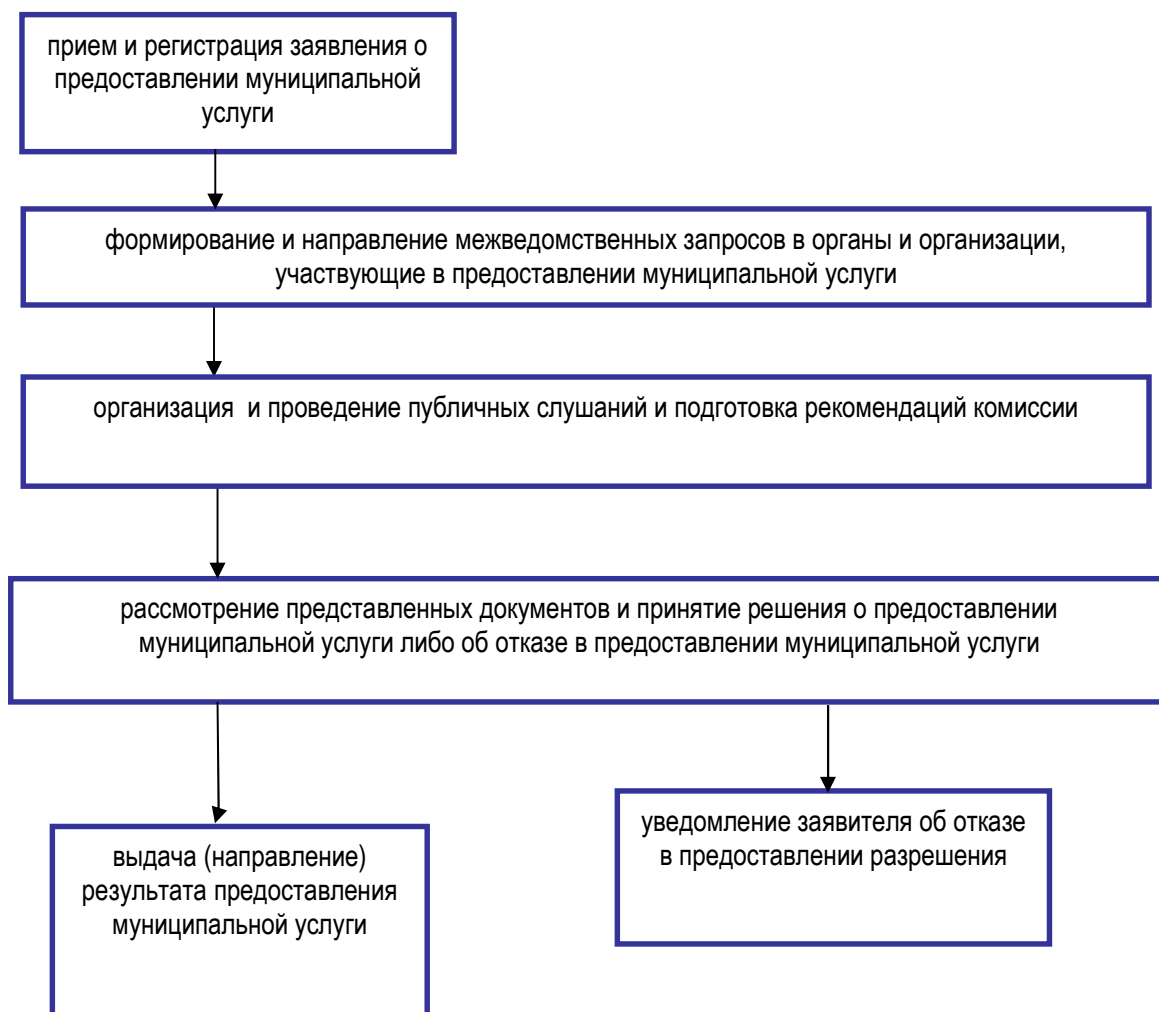 прием и регистрация заявления о
предоставлении муниципальной
услуги
формирование и направление межведомственных запросов в органы и организации,
участвующие в предоставлении муниципальной услуги
организация  и проведение публичных слушаний и подготовка рекомендаций комиссии
рассмотрение представленных документов и принятие решения о предоставлении
муниципальной услуги либо об отказе в предоставлении муниципальной услуги
выдача (направление)
результата предоставления
муниципальной услуги
уведомление заявителя об отказе
в предоставлении разрешения